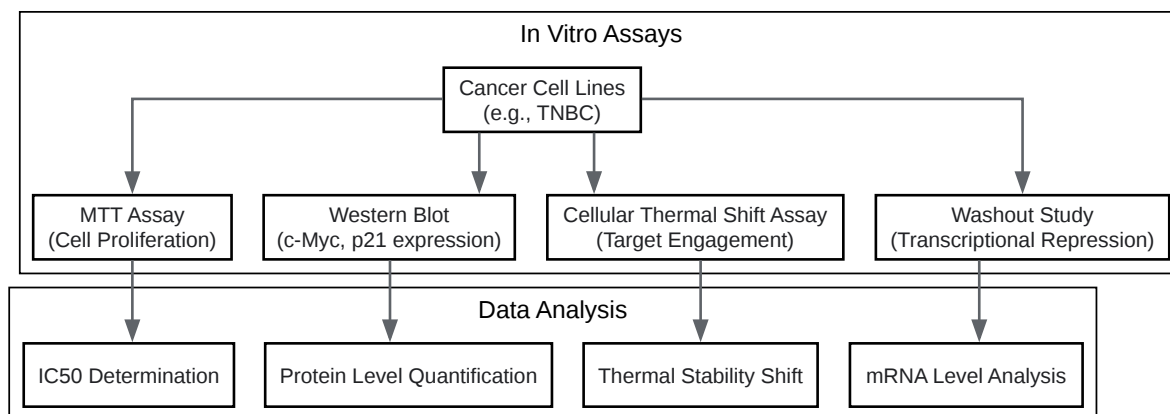 In Vitro Assays
Cancer Cell Lines
(e.g., TNBC)
MTT Assay
(Cell Proliferation)
Western Blot
(c-Myc, p21 expression)
Cellular Thermal Shift Assay
(Target Engagement)
Washout Study
(Transcriptional Repression)
Data Analysis
IC50 Determination
Protein Level Quantification
Thermal Stability Shift
mRNA Level Analysis